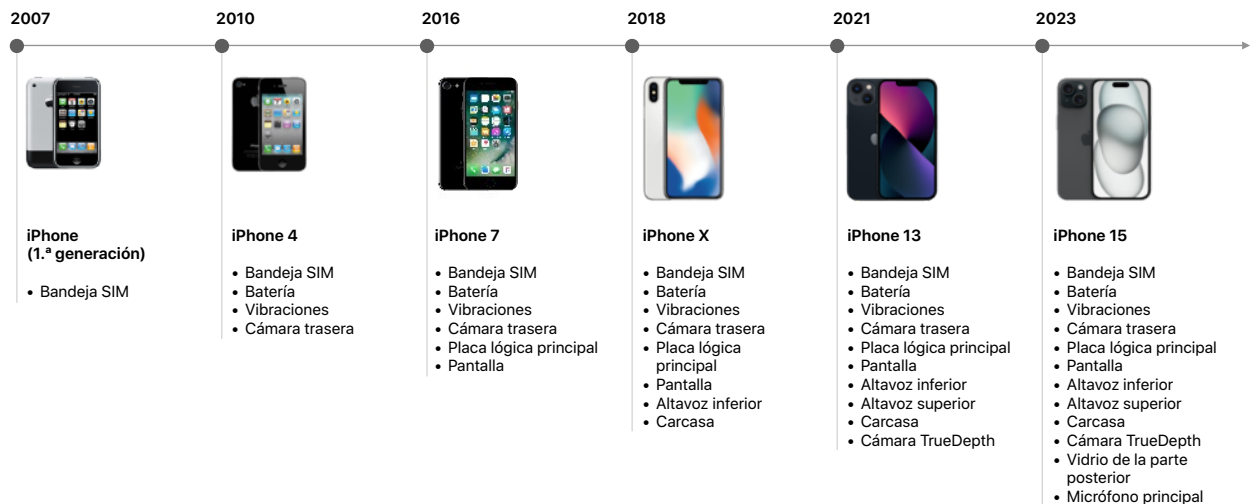 2007
2010
2016
2018
2021
2023
iPhone
(1.ª generación)
• Bandeja SIM
iPhone 4
• Bandeja SIM
• Batería
• Vibraciones
• Cámara trasera
iPhone 7
• Bandeja SIM
• Batería
• Vibraciones
• Cámara trasera
• Placa lógica principal
• Pantalla
iPhone X
• Bandeja SIM
• Batería
• Vibraciones
• Cámara trasera
• Placa lógica
principal
• Pantalla
• Altavoz inferior
• Carcasa
iPhone 13
• Bandeja SIM
• Batería
• Vibraciones
• Cámara trasera
• Placa lógica principal
• Pantalla
• Altavoz inferior
• Altavoz superior
• Carcasa
• Cámara TrueDepth
iPhone 15
• Bandeja SIM
• Batería
• Vibraciones
• Cámara trasera
• Placa lógica principal
• Pantalla
• Altavoz inferior
• Altavoz superior
• Carcasa
• Cámara TrueDepth
• Vidrio de la parte
posterior
• Micrófono principal